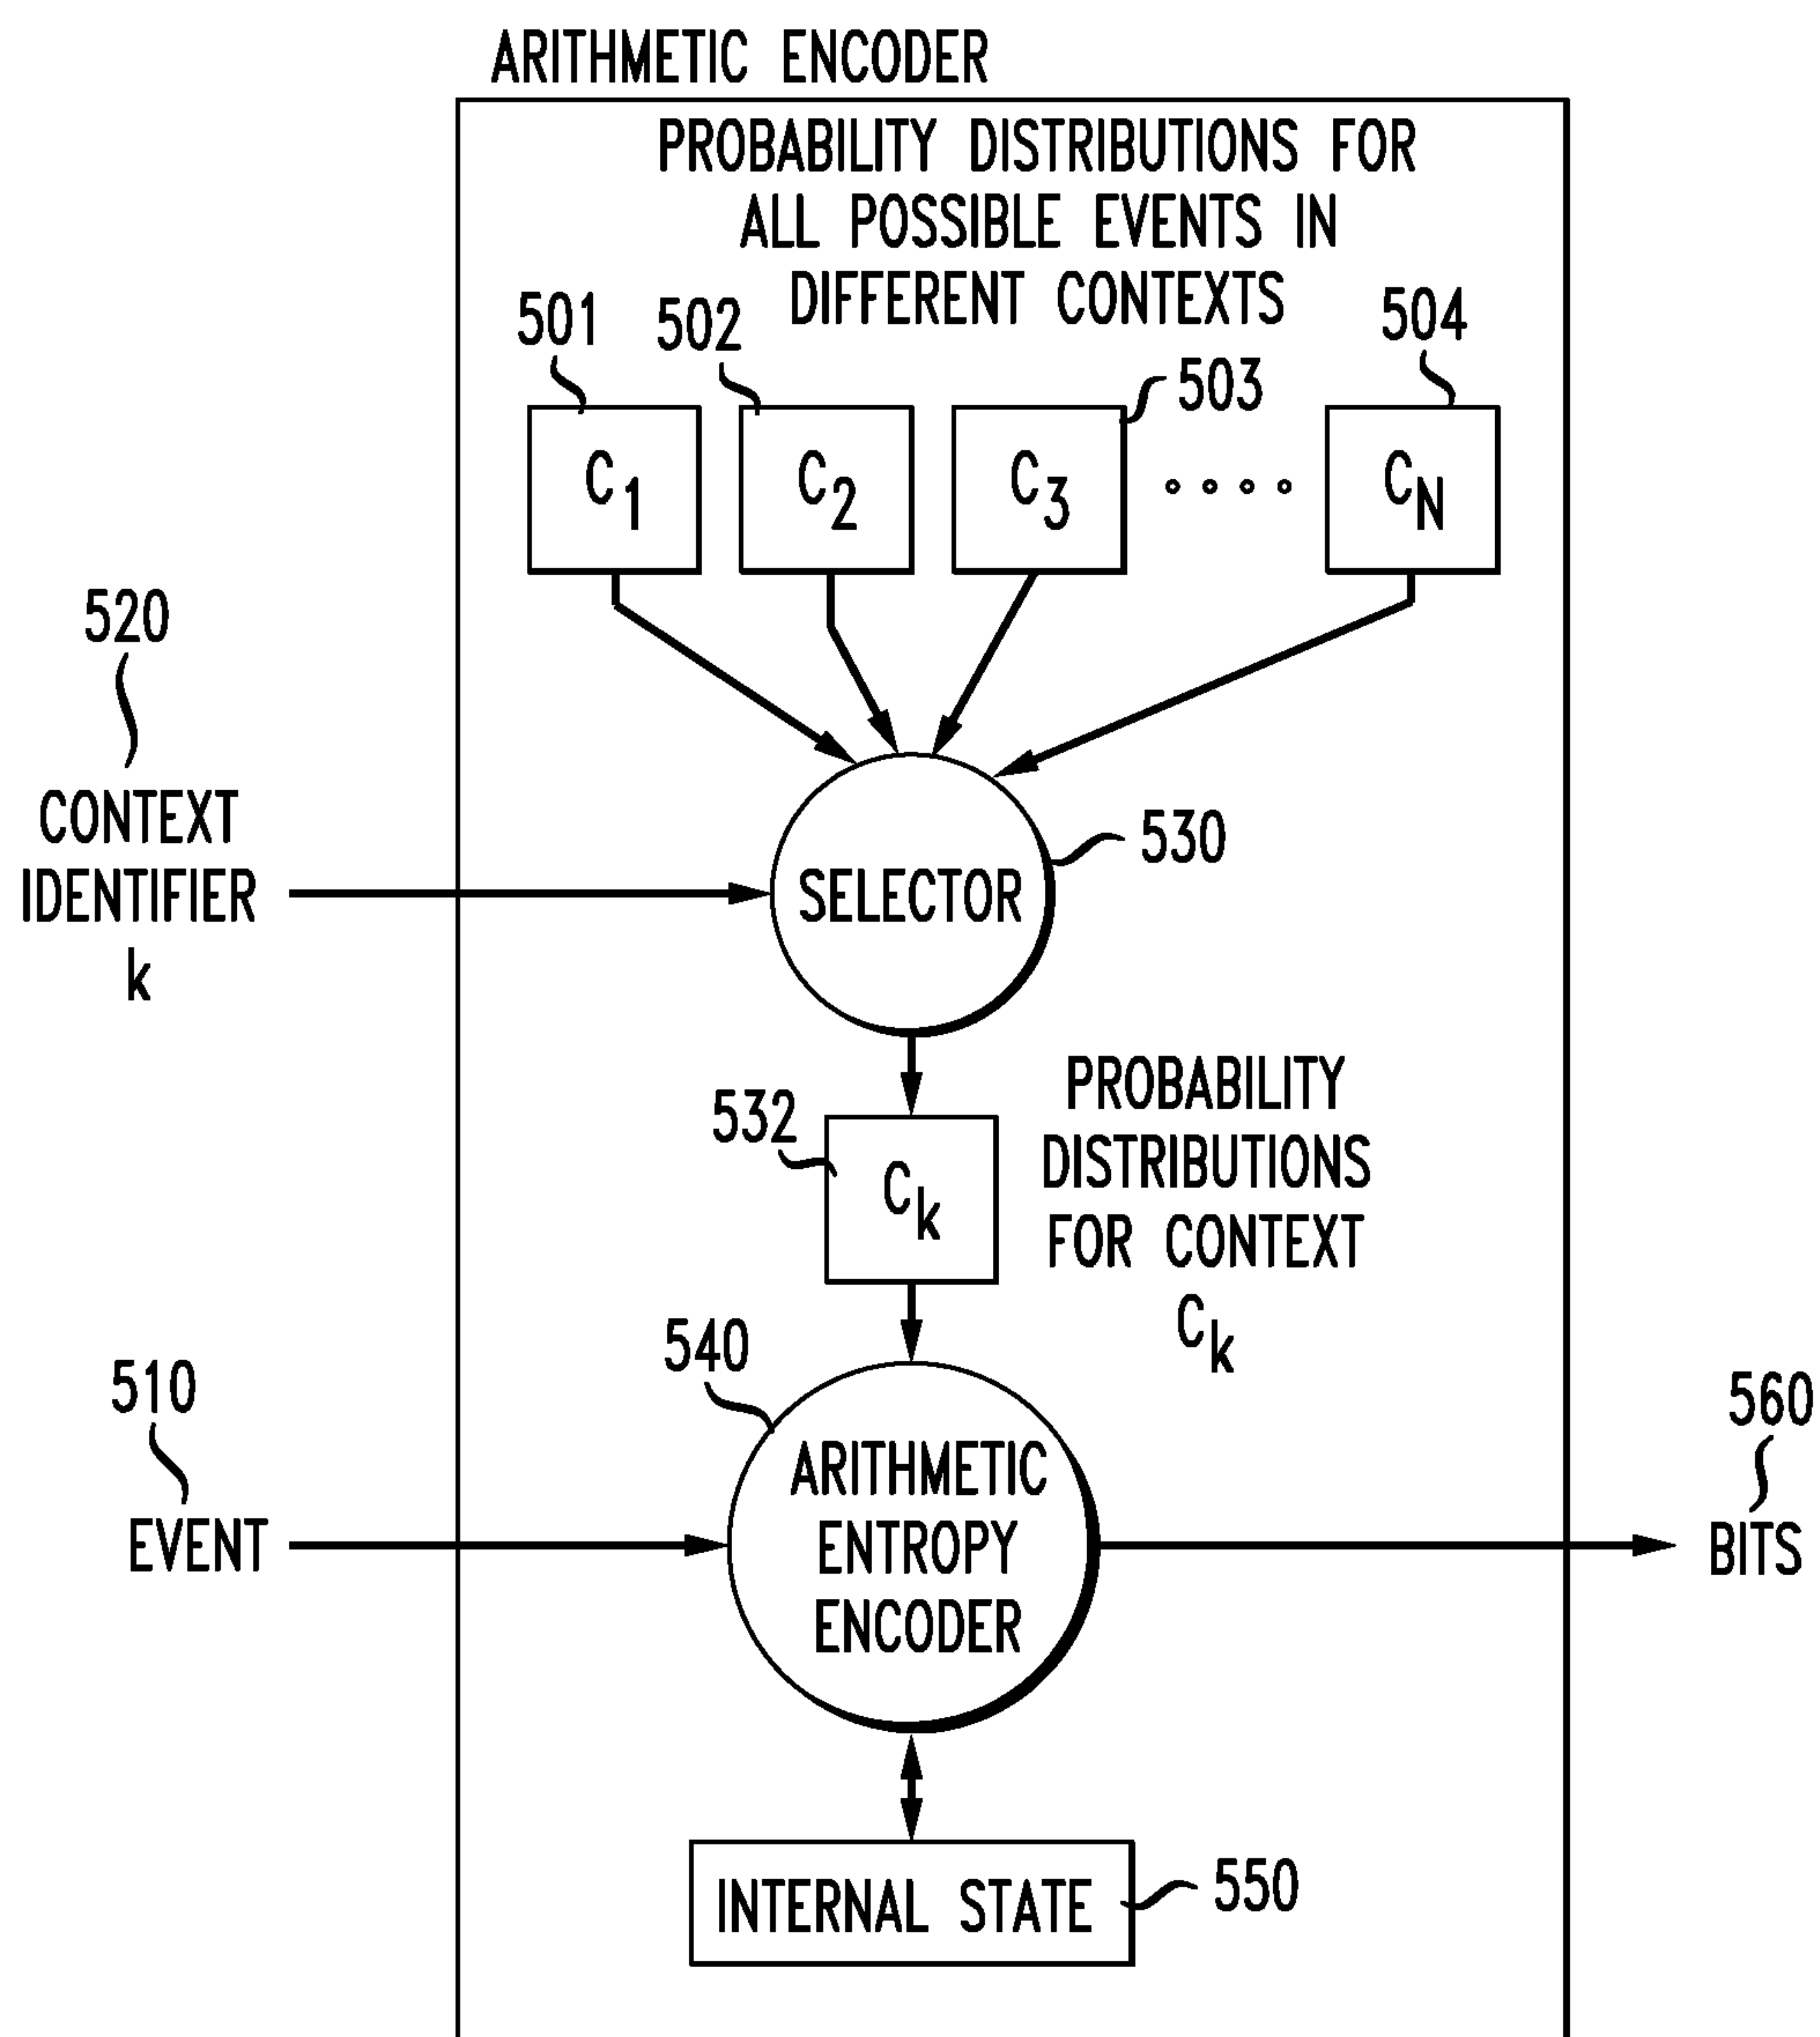 ARITHMETIC ENCODER
PROBABILITY DISTRIBUTIONS FOR
ALL POSSIBLE EVENTS IN
DIFFERENT CONTEXTS
501
502
503
504
C1
C2
C3
CN
520
CONTEXT
IDENTIFIER
k
SELECTOR
530
532
Ck
PROBABILITY
DISTRIBUTIONS
FOR CONTEXT
Ck
540
510
EVENT
ARITHMETIC
ENTROPY
ENCODER
560
BITS
INTERNAL STATE
550